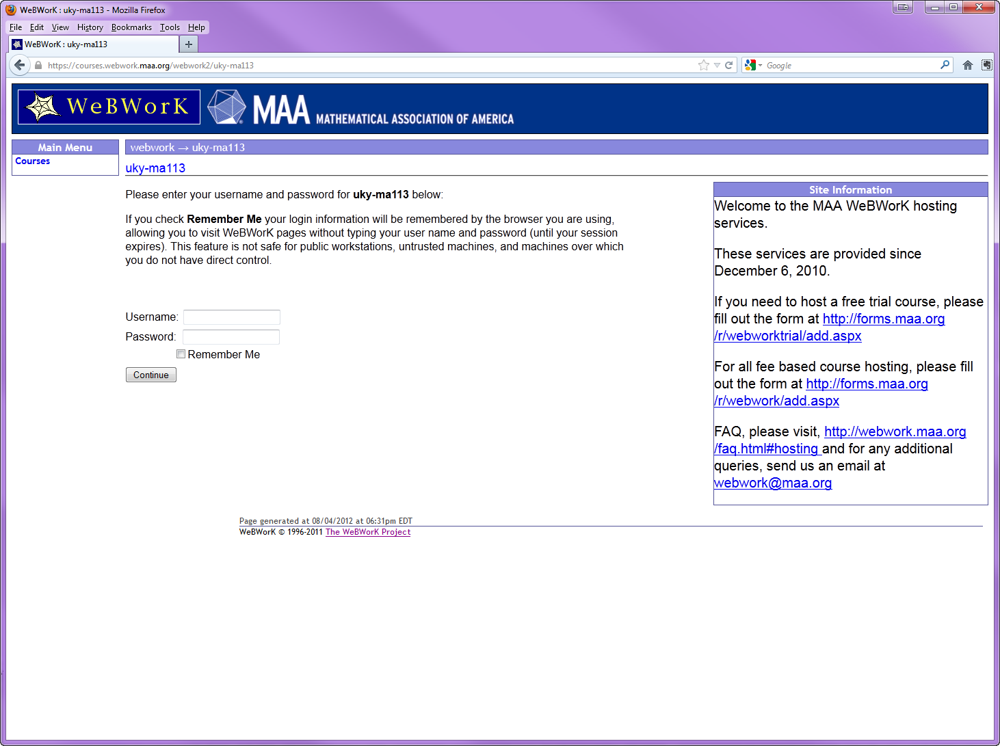 WeBWorK : uky-ma113 - Mozilla Firefox
File Edit View History Bookmarks Tools Help
WeBWorK : uky-ma113
https://courses.webwork.maa.org/webwork2/uky-ma113
Google
WeBWorK
MAA MATHEMATICAL ASSOCIATION OF AMERICA
Main Menu
Courses
webwork → uky-ma113
uky-ma113
Please enter your username and password for uky-ma113 below:
If you check Remember Me your login information will be remembered by the browser you are using,
allowing you to visit WeBWorK pages without typing your user name and password (until your session
expires). This feature is not safe for public workstations, untrusted machines, and machines over which
you do not have direct control.
Username:
Password:
Remember Me
Continue
Site Information
Welcome to the MAA WeBWorK hosting
services.
These services are provided since
December 6, 2010.
If you need to host a free trial course, please
fill out the form at http://forms.maa.org
/r/webworktrial/add.aspx
For all fee based course hosting, please fill
out the form at http://forms.maa.org
/r/webwork/add.aspx
FAQ, please visit, http://webwork.maa.org
/faq.html#hosting and for any additional
queries, send us an email at
webwork@maa.org
Page generated at 08/04/2012 at 06:31pm EDT
WeBWorK © 1996-2011 The WeBWorK Project